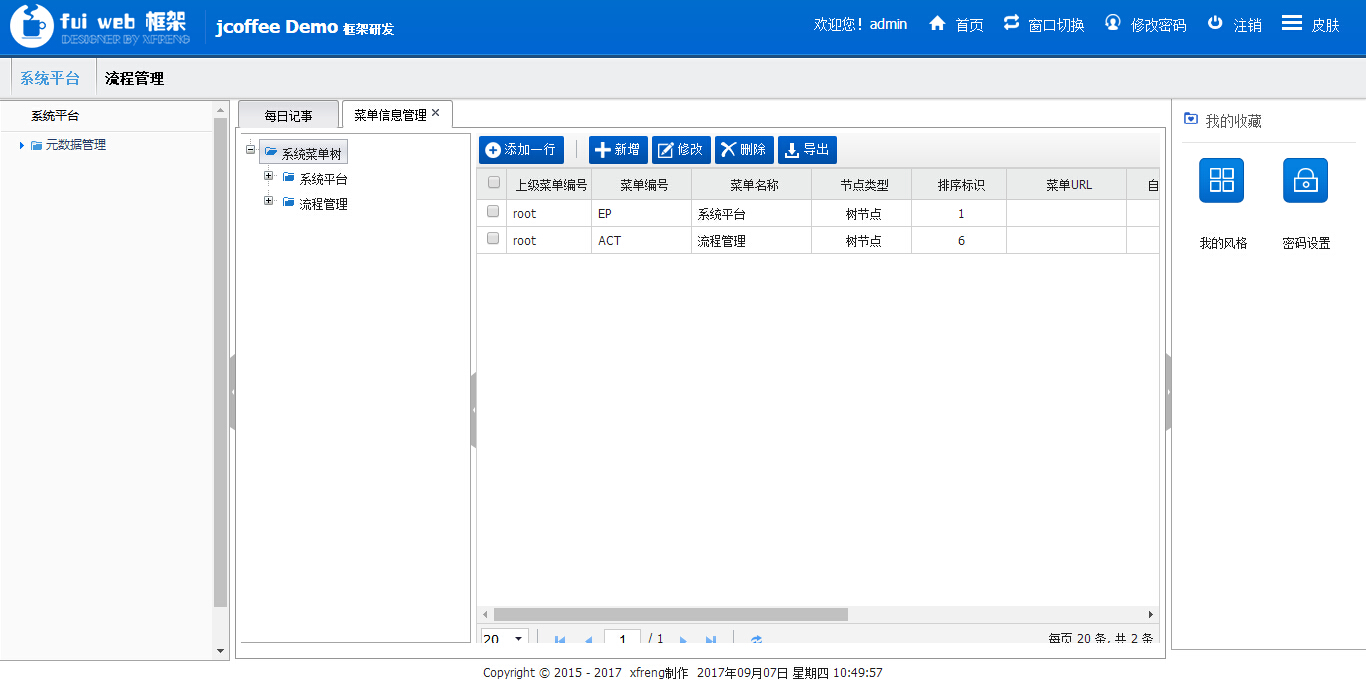 fui web 框架
DESIGNER BY XFRENG
jcoffee Demo 框架研发
欢迎您！admin 首页 窗口切换 修改密码 注销 皮肤
系统平台 流程管理
系统平台
元数据管理
每日记事 菜单信息管理
系统菜单树
系统平台
流程管理
添加一行 新增 修改 删除 导出
上级菜单编号 菜单编号 菜单名称 节点类型 排序标识 菜单URL 自
root EP 系统平台 树节点 1
root ACT 流程管理 树节点 6
20 1 / 1 每页 20 条, 共 2 条
我的收藏
我的风格 密码设置
Copyright © 2015 - 2017 xfreng制作 2017年09月07日 星期四 10:49:57